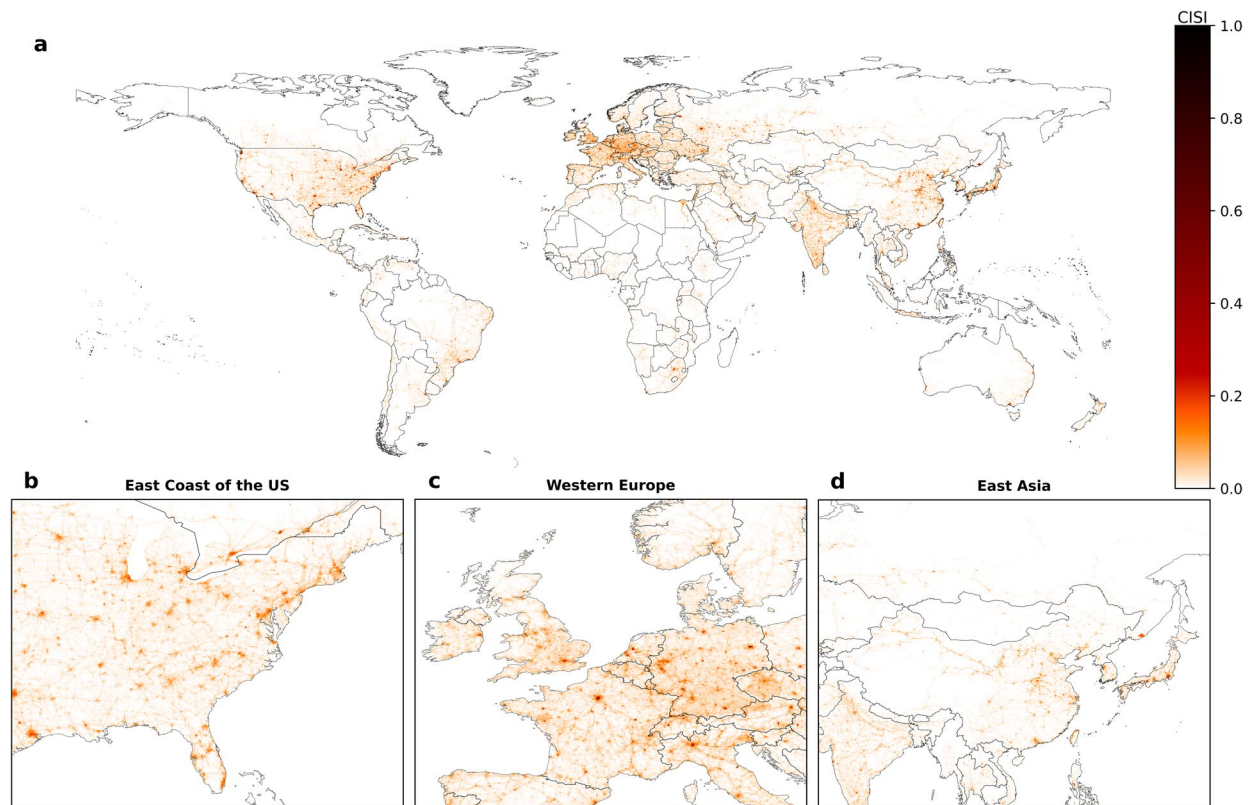 CISI
a
1.0
0.8
0.6
0.4
0.2
0.0
b
East Coast of the US
c
Western Europe
d
East Asia